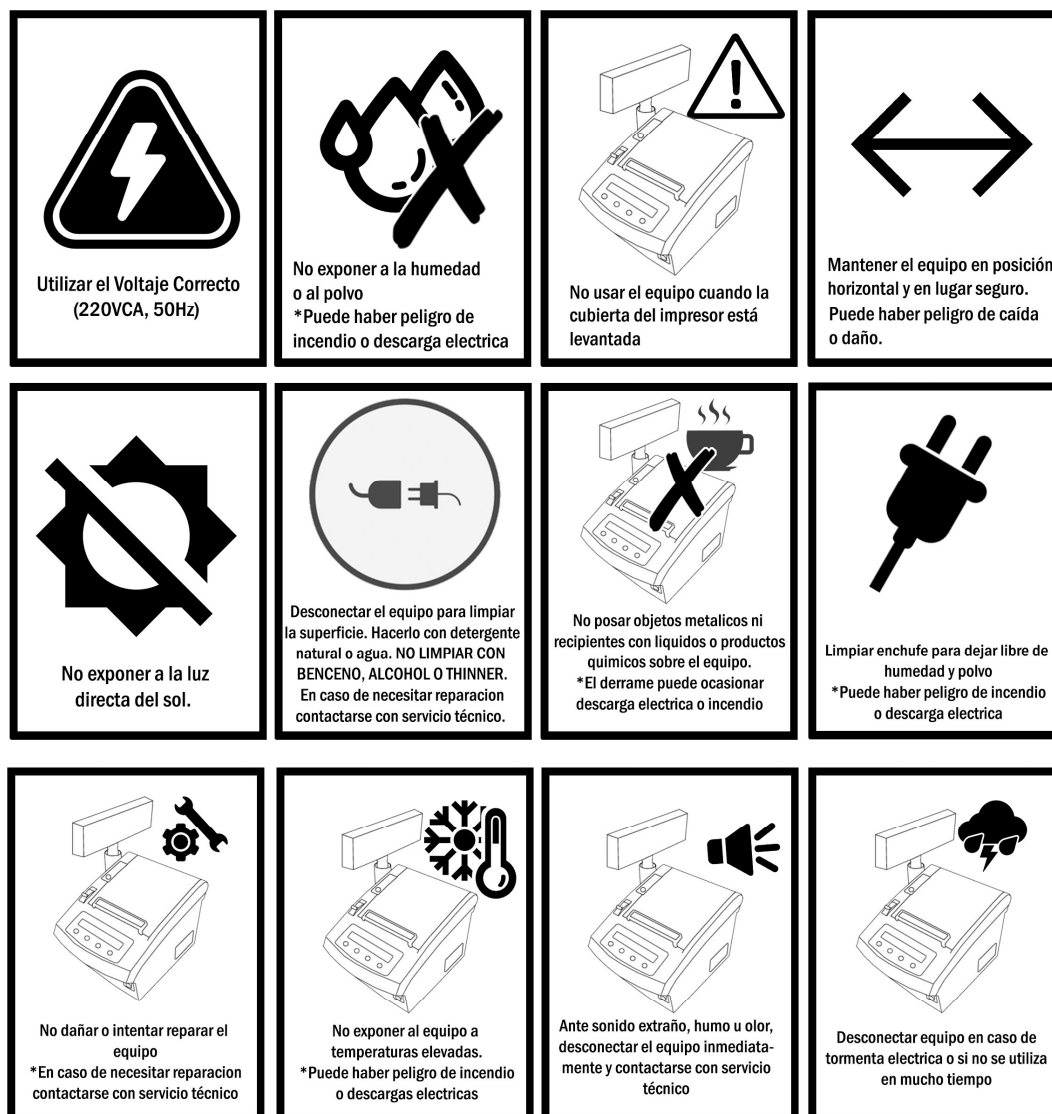 Utilizar el Voltaje Correcto
(220VCA, 50Hz)
No exponer a la humedad
o al polvo
*Puede haber peligro de
incendio o descarga electrica
No usar el equipo cuando la
cubierta del impresor está
levantada
Mantener el equipo en posición
horizontal y en lugar seguro.
Puede haber peligro de caída
o daño.
No exponer a la luz
directa del sol.
Desconectar el equipo para limpiar
la superficie. Hacerlo con detergente
natural o agua. NO LIMPIAR CON
BENCENO, ALCOHOL O THINNER.
En caso de necesitar reparacion
contactarse con servicio técnico.
No posar objetos metalicos ni
recipientes con liquidos o productos
quimicos sobre el equipo.
*El derrame puede ocasionar
descarga electrica o incendio
Limpiar enchufe para dejar libre de
humedad y polvo
*Puede haber peligro de incendio
o descarga electrica
No dañar o intentar reparar el
equipo
*En caso de necesitar reparacion
contactarse con servicio técnico
No exponer al equipo a
temperaturas elevadas.
*Puede haber peligro de incendio
o descargas electricas
Ante sonido extraño, humo u olor,
desconectar el equipo inmediata-
mente y contactarse con servicio
técnico
Desconectar equipo en caso de
tormenta electrica o si no se utiliza
en mucho tiempo